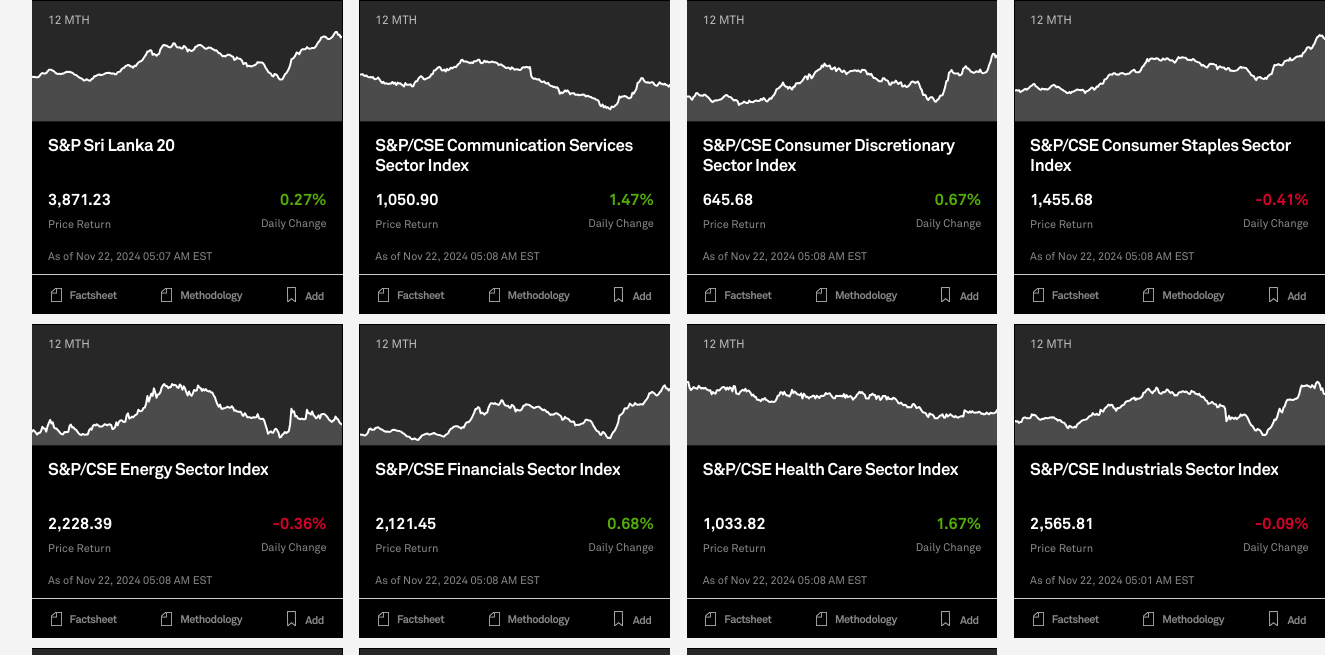 12 MTH
S&P Sri Lanka 20
3,871.23
0.27%
Price Return
Daily Change
As of Nov 22, 2024 05:07 AM EST
Factsheet
Methodology
Add
12 MTH
S&P/CSE Communication Services
Sector Index
1,050.90
1.47%
Price Return
Daily Change
As of Nov 22, 2024 05:08 AM EST
Factsheet
Methodology
Add
12 MTH
S&P/CSE Consumer Discretionary
Sector Index
645.68
0.67%
Price Return
Daily Change
As of Nov 22, 2024 05:08 AM EST
Factsheet
Methodology
Add
12 MTH
S&P/CSE Consumer Staples Sector
Index
1,455.68
-0.41%
Price Return
Daily Change
As of Nov 22, 2024 05:08 AM EST
Factsheet
Methodology
Add
12 MTH
S&P/CSE Energy Sector Index
2,228.39
-0.36%
Price Return
Daily Change
As of Nov 22, 2024 05:08 AM EST
Factsheet
Methodology
Add
12 MTH
S&P/CSE Financials Sector Index
2,121.45
0.68%
Price Return
Daily Change
As of Nov 22, 2024 05:08 AM EST
Factsheet
Methodology
Add
12 MTH
S&P/CSE Health Care Sector Index
1,033.82
1.67%
Price Return
Daily Change
As of Nov 22, 2024 05:08 AM EST
Factsheet
Methodology
Add
12 MTH
S&P/CSE Industrials Sector Index
2,565.81
-0.09%
Price Return
Daily Change
As of Nov 22, 2024 05:01 AM EST
Factsheet
Methodology
Add